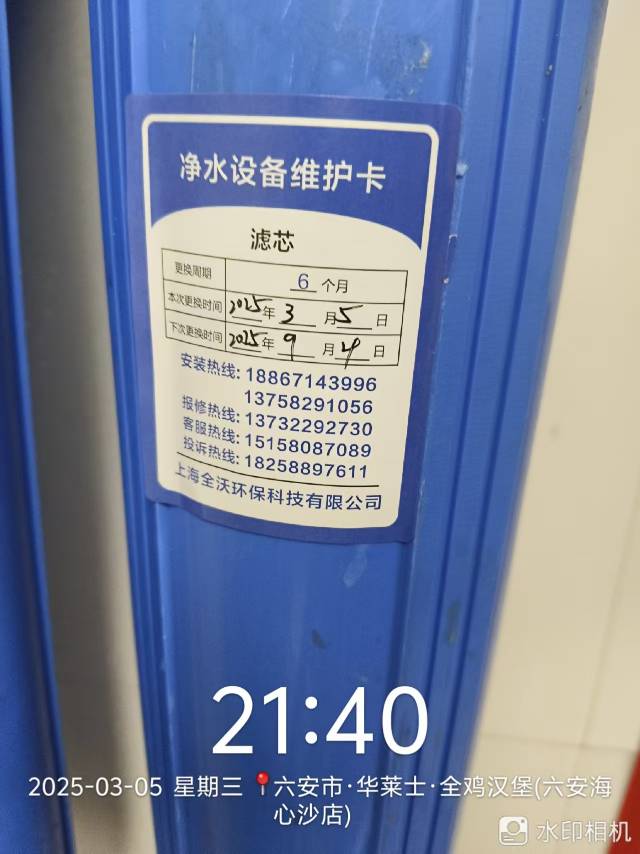 净水设备维护卡
滤芯
更换周期 6 个月
本次更换时间 2025年 3 月 5 日
下次更换时间 2025年 9 月 4 日
安装热线: 18867143996
13758291056
报修热线: 13732292730
客服热线: 15158087089
投诉热线: 18258897611
上海全沃环保科技有限公司
21:40
2025-03-05 星期三 📍六安市·华莱士·全鸡汉堡(六安海
心沙店)
水印相机